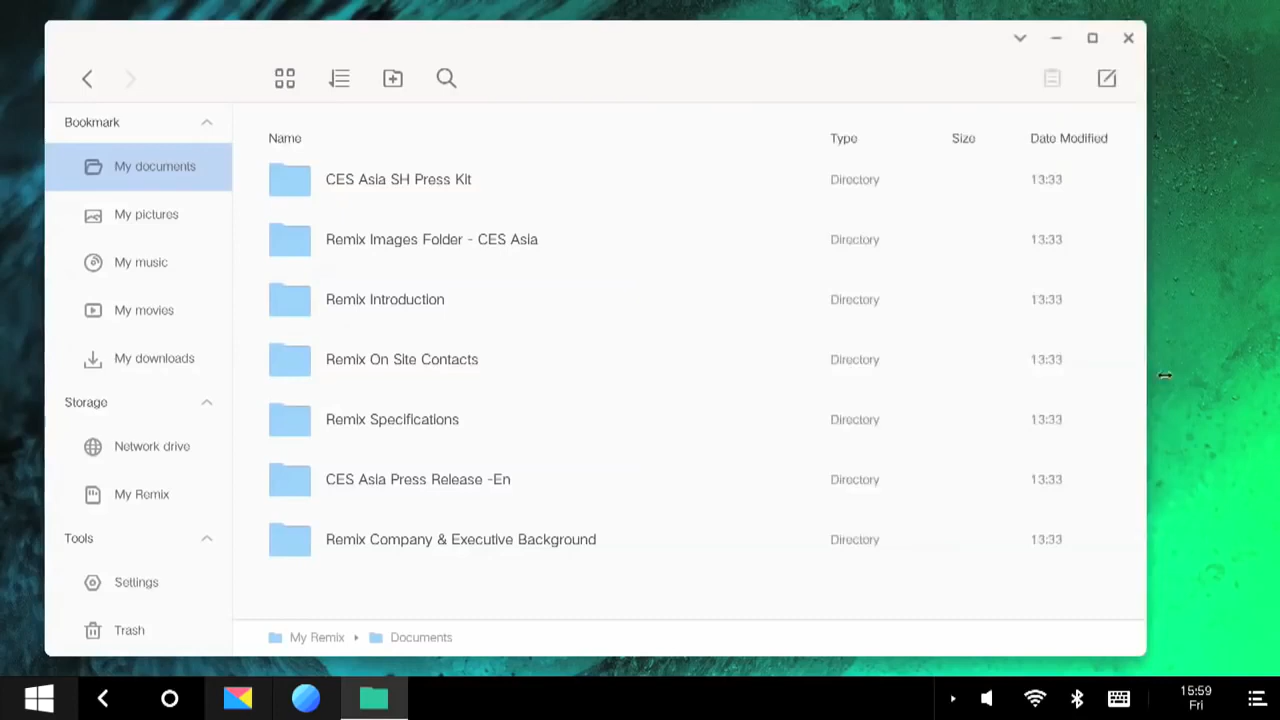 Bookmark
My documents
My pictures
My music
My movies
My downloads
Storage
Network drive
My Remix
Tools
Settings
Trash
Name Type Size Date Modified
CES Asia SH Press Kit Directory 13:33
Remix Images Folder - CES Asia Directory 13:33
Remix Introduction Directory 13:33
Remix On Site Contacts Directory 13:33
Remix Specifications Directory 13:33
CES Asia Press Release -En Directory 13:33
Remix Company & Executive Background Directory 13:33
My Remix Documents
15:59
Fri